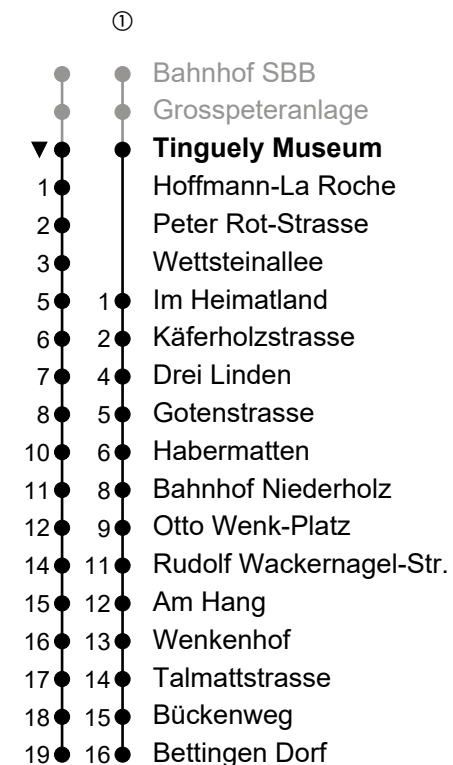 ①
Bahnhof SBB
Grosspeteranlage
▼ Tinguely Museum
1 Hoffmann-La Roche
2 Peter Rot-Strasse
3 Wettsteinallee
5 1 Im Heimatland
6 2 Käferholzstrasse
7 4 Drei Linden
8 5 Gotenstrasse
10 6 Habermatten
11 8 Bahnhof Niederholz
12 9 Otto Wenk-Platz
14 11 Rudolf Wackernagel-Str.
15 12 Am Hang
16 13 Wenkenhof
17 14 Talmattstrasse
18 15 Bückenweg
19 16 Bettingen Dorf